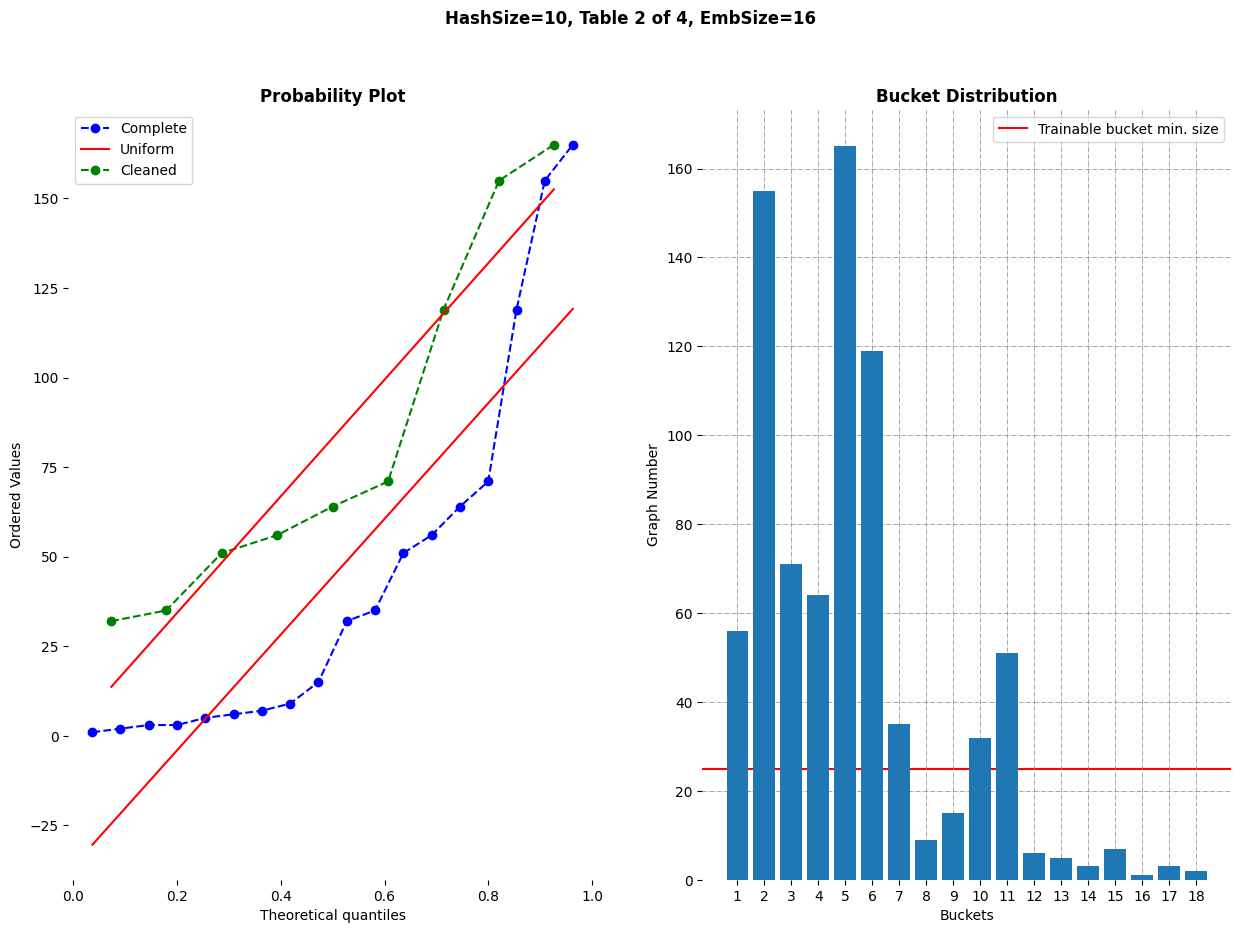 HashSize=10, Table 2 of 4, EmbSize=16
Probability Plot
Complete
Uniform
Cleaned
Ordered Values
150
125
100
75
50
25
0
−25
0.0 0.2 0.4 0.6 0.8 1.0
Theoretical quantiles
Bucket Distribution
Trainable bucket min. size
Graph Number
160
140
120
100
80
60
40
20
0
1 2 3 4 5 6 7 8 9 10 11 12 13 14 15 16 17 18
Buckets